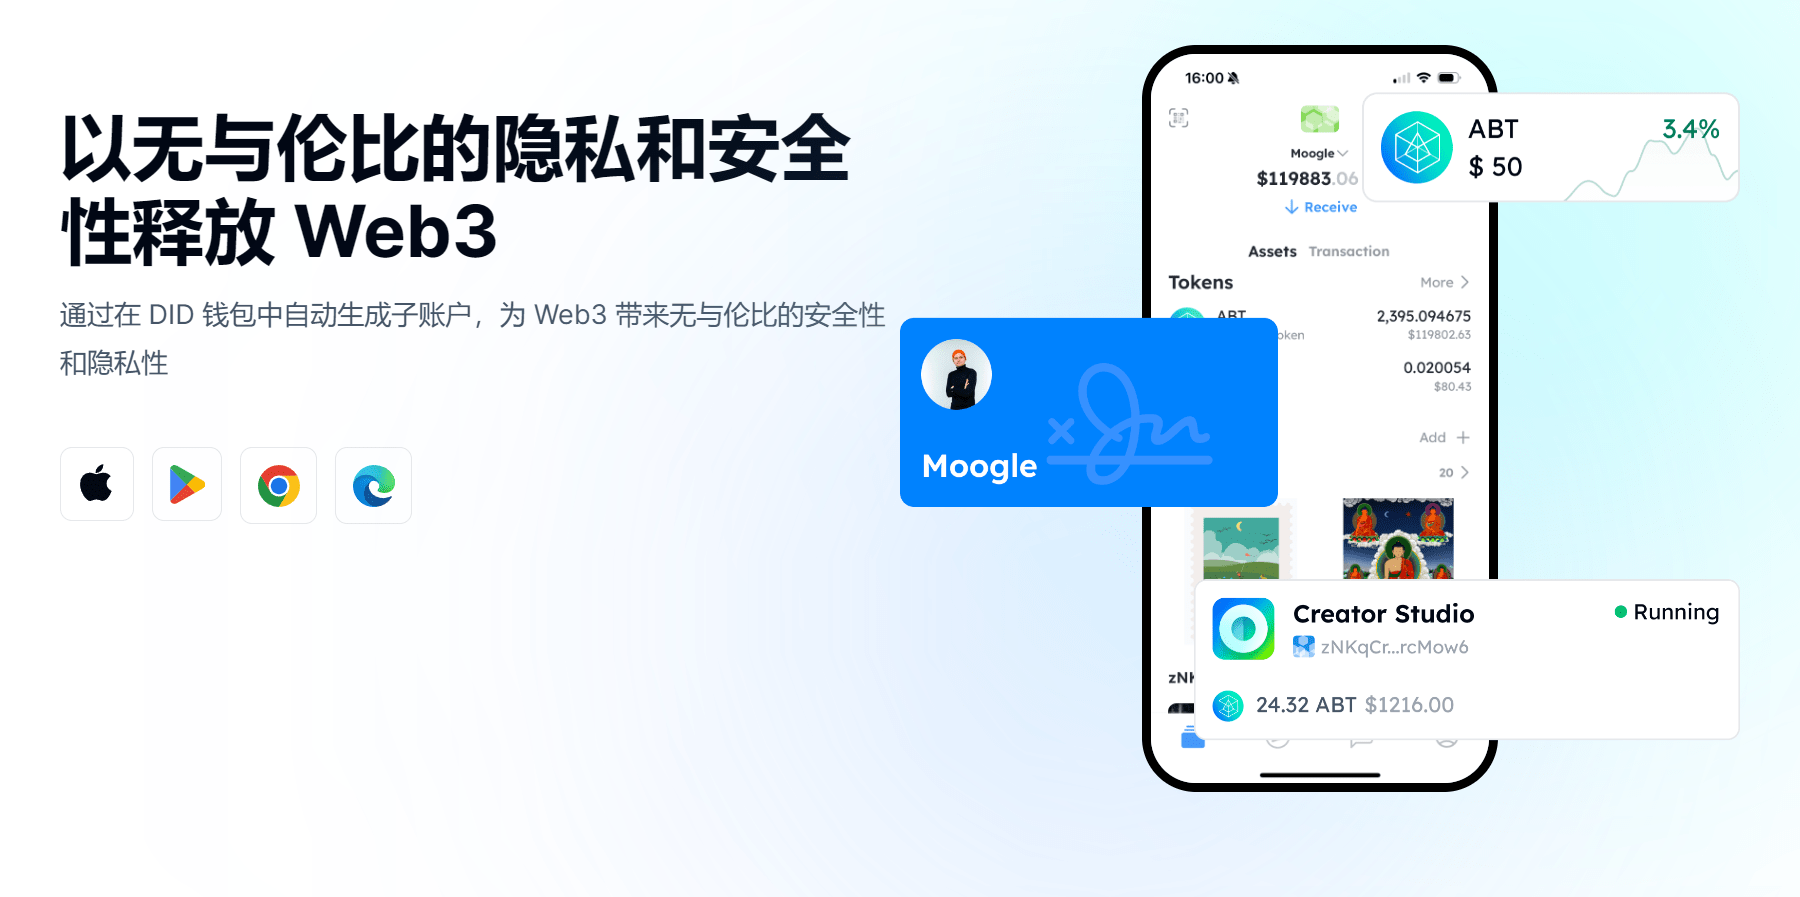 以无与伦比的隐私和安全
性释放 Web3
通过在 DID 钱包中自动生成子账户，为 Web3 带来无与伦比的安全性
和隐私性
16:00
Moogle
$119883.06
Receive
ABT
$ 50
3.4%
Assets Transaction
Tokens
More
ABT
2,395.094675
oken
$119802.63
0.020054
$80.43
Add
20
Moogle
Creator Studio
Running
zNKqCr...rcMow6
zNK
24.32 ABT $1216.00